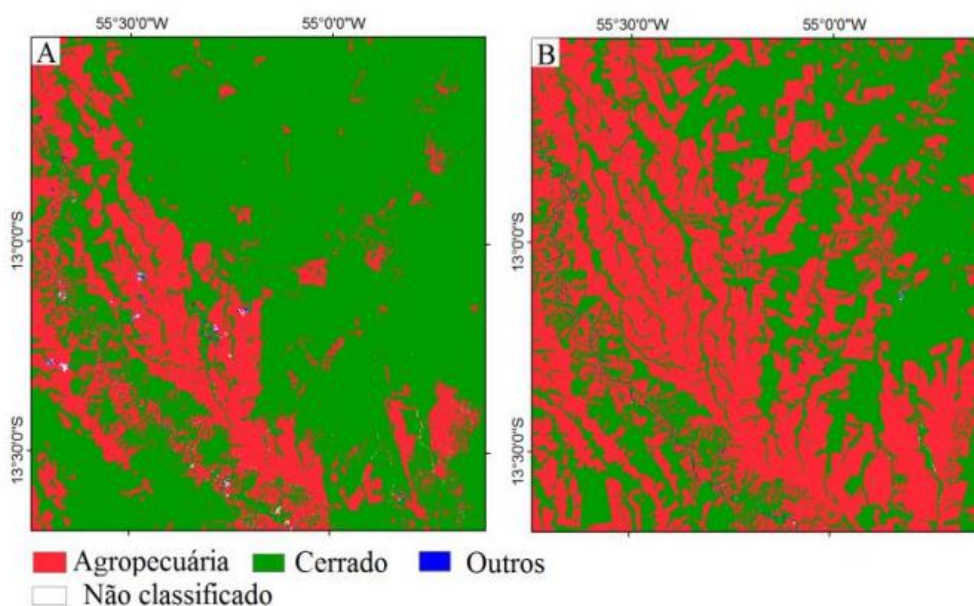 55°30'0"W 55°0'0"W 55°30'0"W 55°0'0"W
A B
13°0'0"S 13°0'0"S
13°30'0"S 13°30'0"S
Agropecuária Cerrado Outros
Não classificado